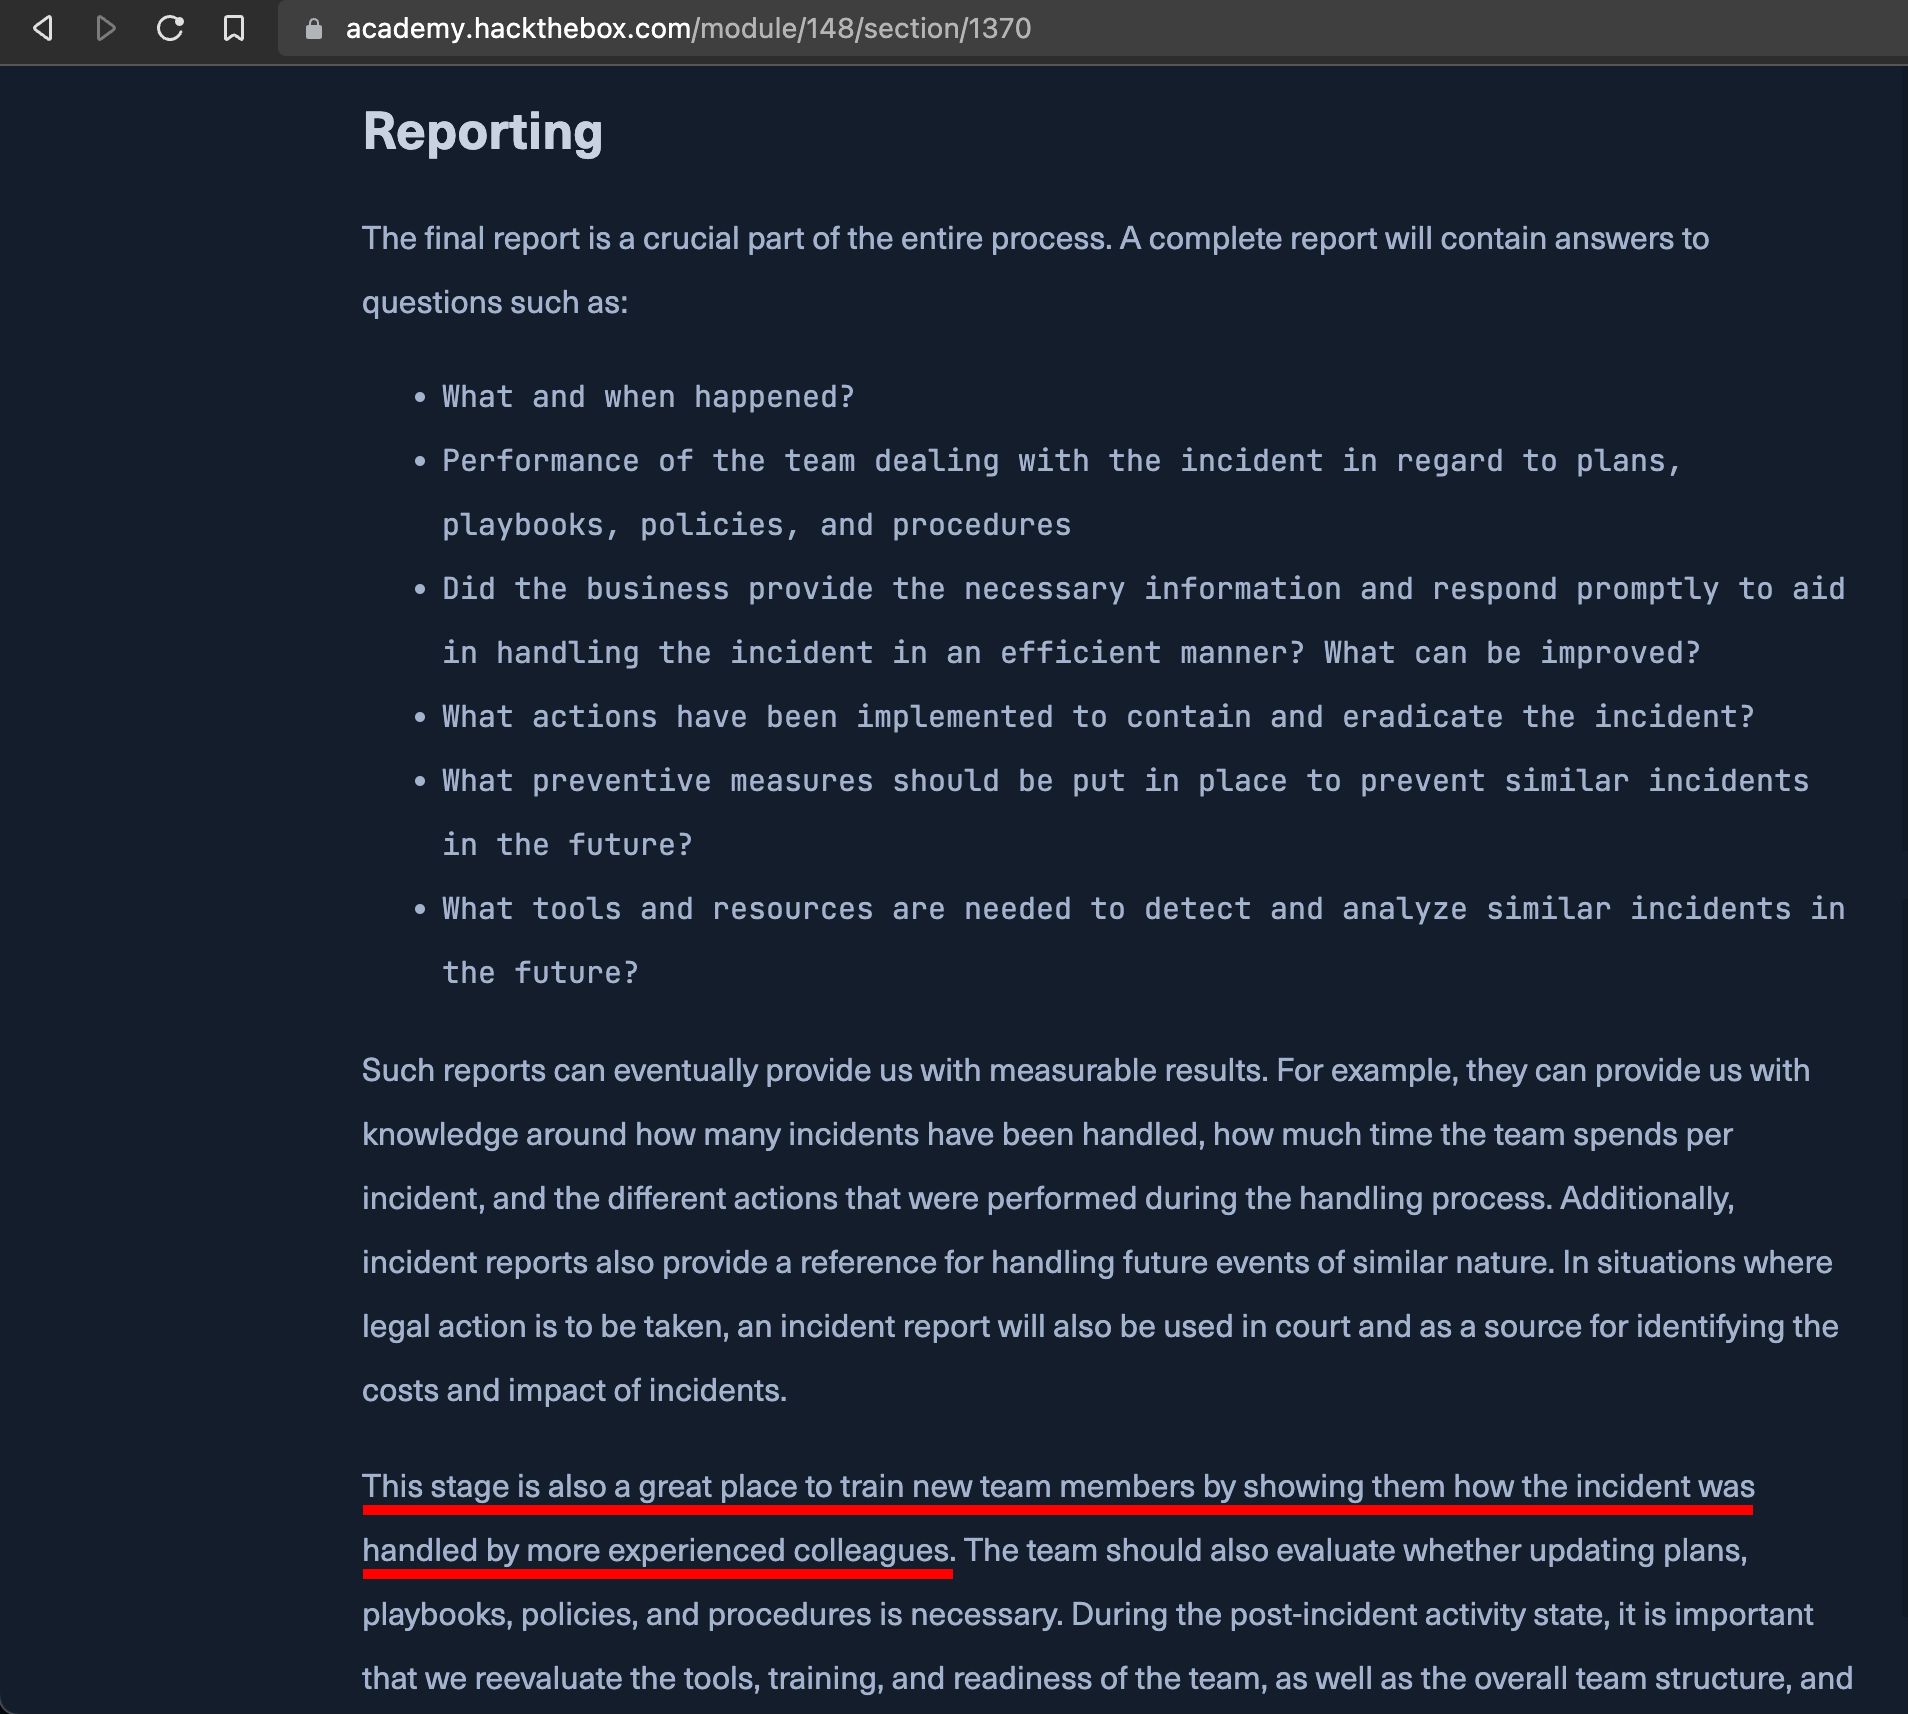 academy.hackthebox.com/module/148/section/1370
Reporting
The final report is a crucial part of the entire process. A complete report will contain answers to
questions such as:
• What and when happened?
• Performance of the team dealing with the incident in regard to plans,
playbooks, policies, and procedures
• Did the business provide the necessary information and respond promptly to aid
in handling the incident in an efficient manner? What can be improved?
• What actions have been implemented to contain and eradicate the incident?
• What preventive measures should be put in place to prevent similar incidents
in the future?
• What tools and resources are needed to detect and analyze similar incidents in
the future?
Such reports can eventually provide us with measurable results. For example, they can provide us with
knowledge around how many incidents have been handled, how much time the team spends per
incident, and the different actions that were performed during the handling process. Additionally,
incident reports also provide a reference for handling future events of similar nature. In situations where
legal action is to be taken, an incident report will also be used in court and as a source for identifying the
costs and impact of incidents.
This stage is also a great place to train new team members by showing them how the incident was
handled by more experienced colleagues. The team should also evaluate whether updating plans,
playbooks, policies, and procedures is necessary. During the post-incident activity state, it is important
that we reevaluate the tools, training, and readiness of the team, as well as the overall team structure, and